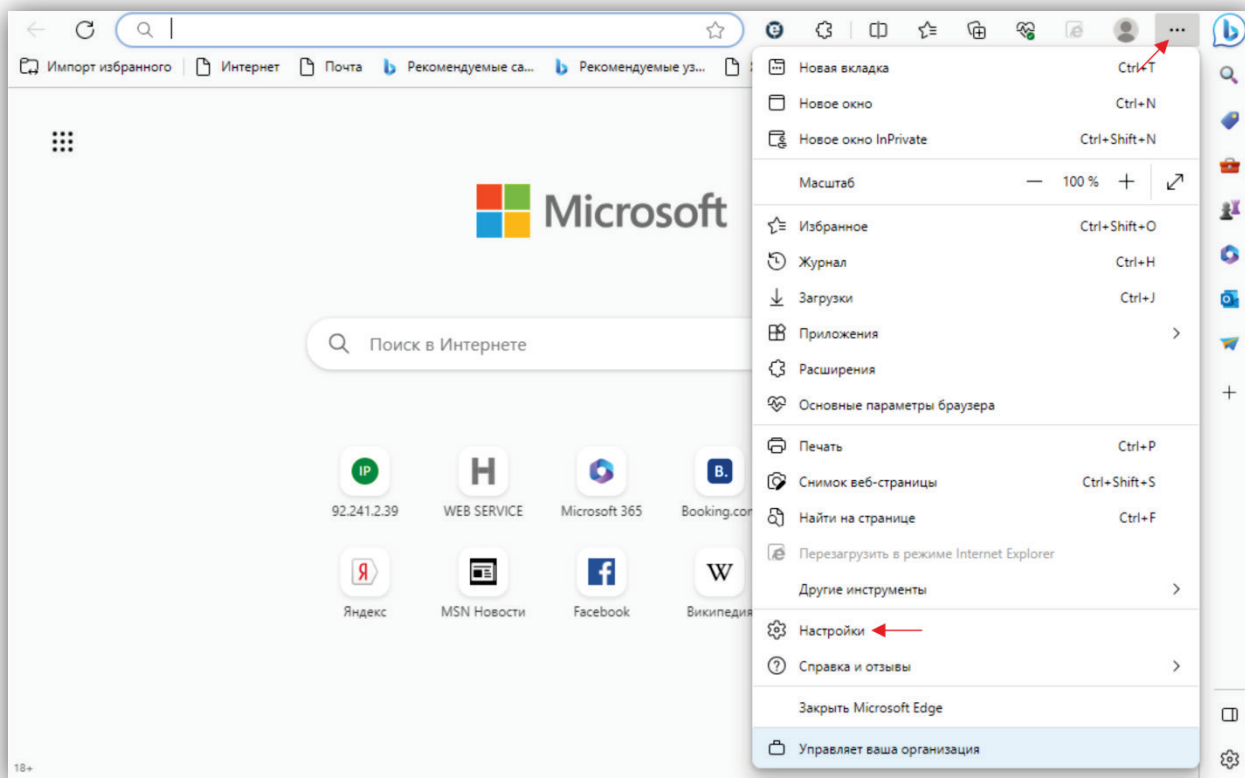 Импорт избранного Интернет Почта Рекомендуемые са... Рекомендуемые уз...
Microsoft
Поиск в Интернете
IP H B.
92.241.2.39 WEB SERVICE Microsoft 365 Booking.com
Я f W
Яндекс MSN Новости Facebook Википедия
18+
Новая вкладка Ctrl+T
Новое окно Ctrl+N
Новое окно InPrivate Ctrl+Shift+N
Масштаб — 100 % +
Избранное Ctrl+Shift+O
Журнал Ctrl+H
Загрузки Ctrl+J
Приложения
Расширения
Основные параметры браузера
Печать Ctrl+P
Снимок веб-страницы Ctrl+Shift+S
Найти на странице Ctrl+F
Перезагрузить в режиме Internet Explorer
Другие инструменты
Настройки
Справка и отзывы
Закрыть Microsoft Edge
Управляет ваша организация